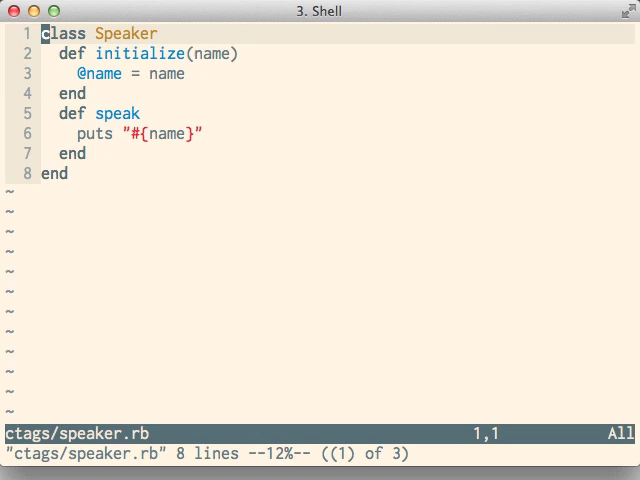 3. Shell
1 class Speaker
2   def initialize(name)
3     @name = name
4   end
5   def speak
6     puts "#{name}"
7   end
8 end
~
~
~
~
~
~
~
~
~
~
~
~
ctags/speaker.rb 1,1 All
"ctags/speaker.rb" 8 lines --12%-- ((1) of 3)